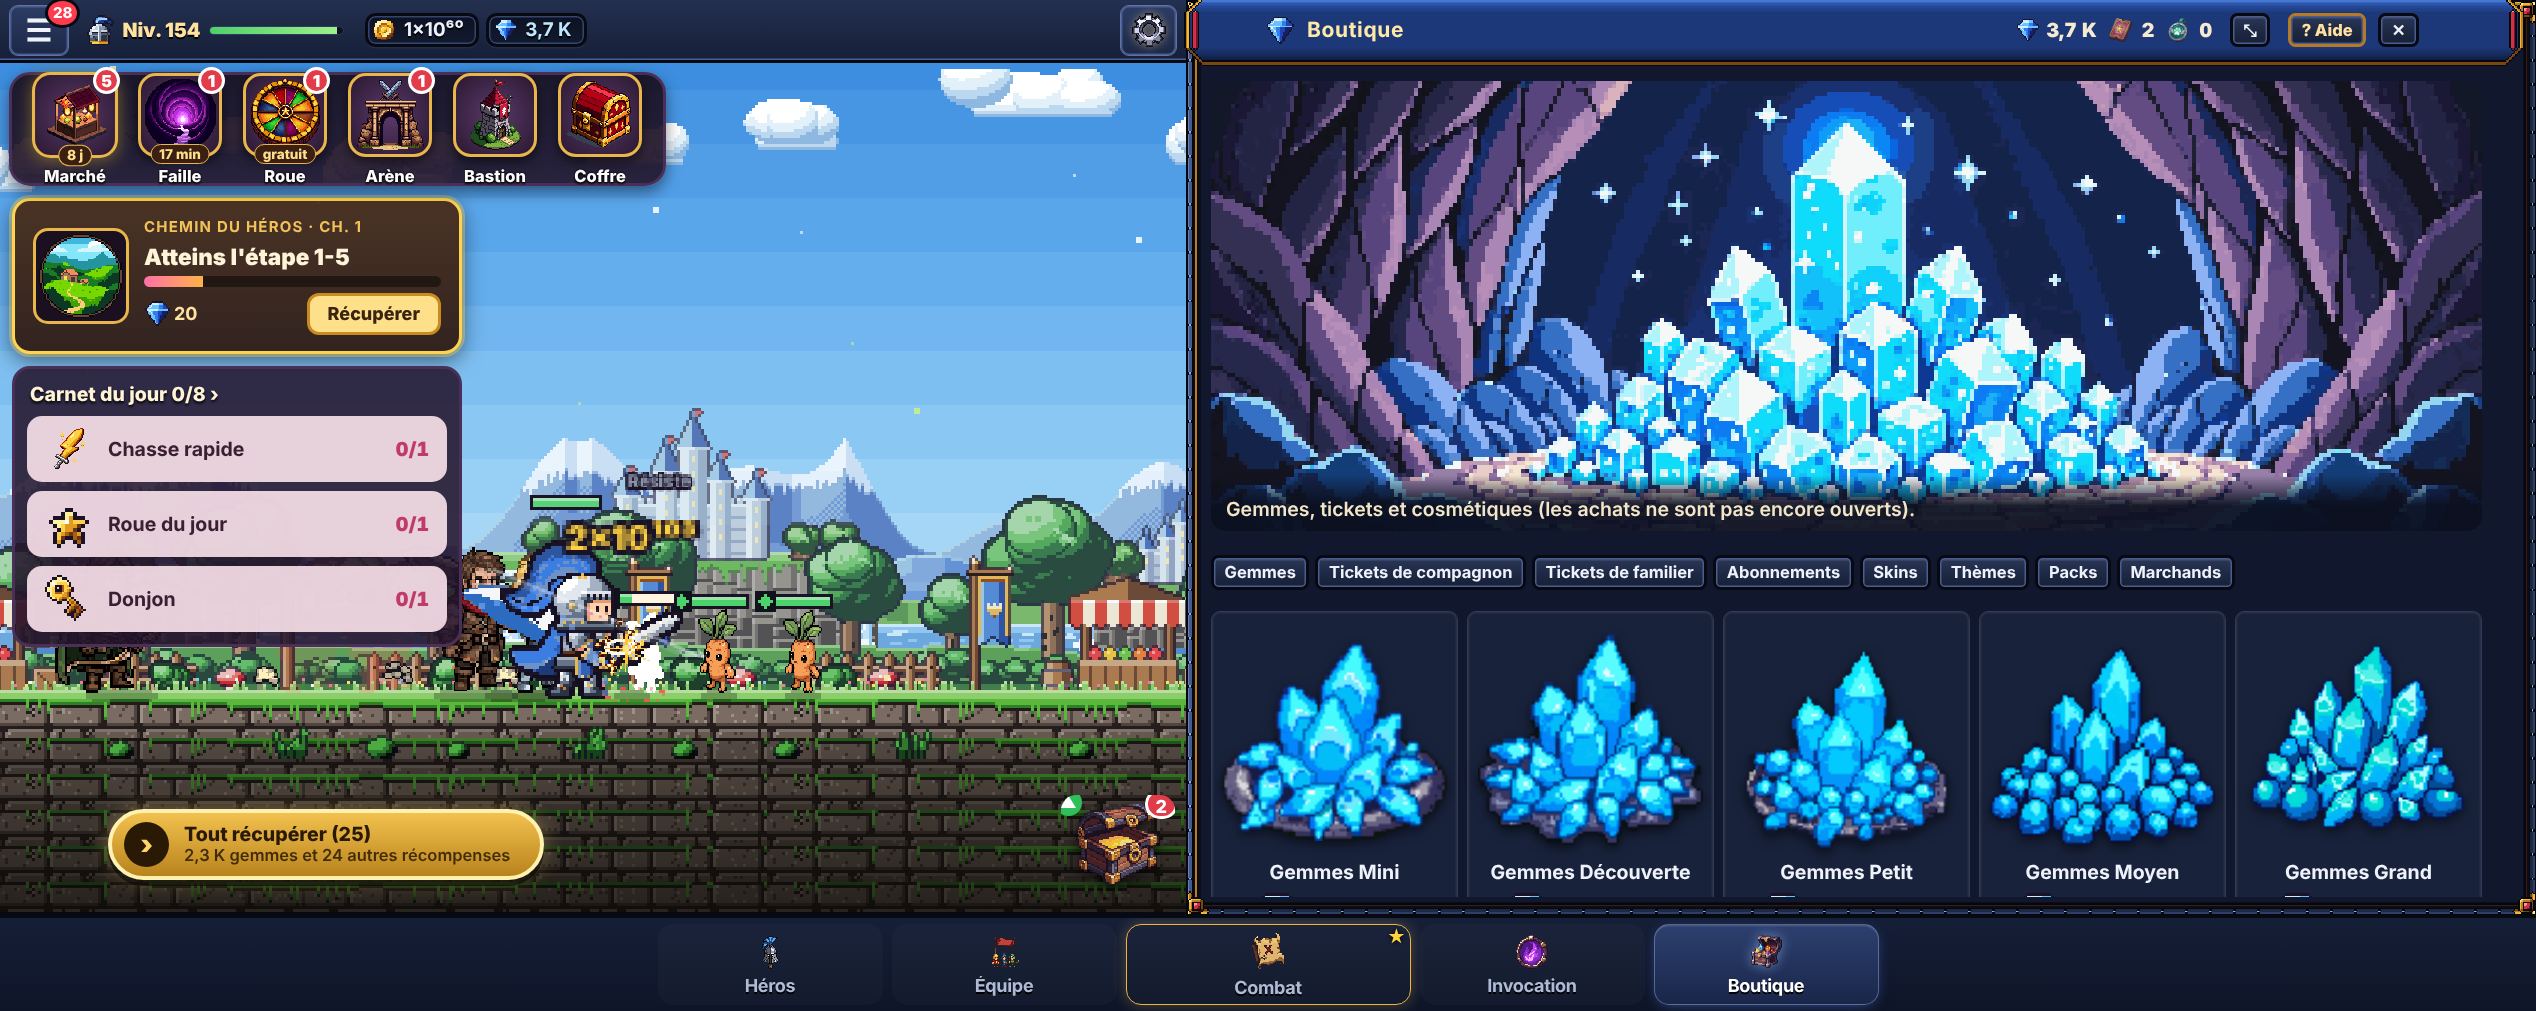 28
Niv. 154
1×10⁶⁰
3,7 K
Boutique
3,7 K
2
0
? Aide
5
1
1
1
8 j
17 min
gratuit
Marché
Faille
Roue
Arène
Bastion
Coffre
CHEMIN DU HÉROS · CH. 1
Atteins l'étape 1-5
20
Récupérer
Carnet du jour 0/8 ›
Chasse rapide 0/1
Roue du jour 0/1
Donjon 0/1
Résiste
Tout récupérer (25)
2,3 K gemmes et 24 autres récompenses
2
Gemmes, tickets et cosmétiques (les achats ne sont pas encore ouverts).
Gemmes
Tickets de compagnon
Tickets de familier
Abonnements
Skins
Thèmes
Packs
Marchands
Gemmes Mini
Gemmes Découverte
Gemmes Petit
Gemmes Moyen
Gemmes Grand
Héros
Équipe
Combat
Invocation
Boutique